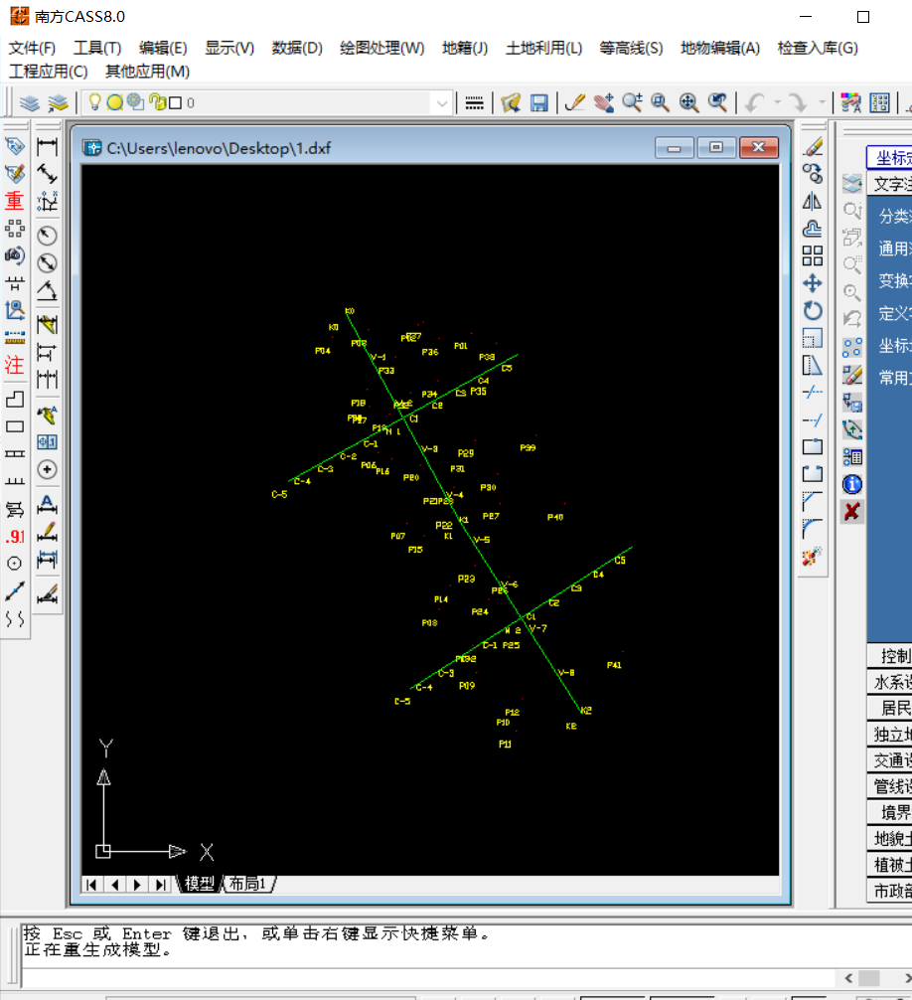 南方CASS8.0
文件(F) 工具(T) 编辑(E) 显示(V) 数据(D) 绘图处理(W) 地籍(J) 土地利用(L) 等高线(S) 地物编辑(A) 检查入库(G)
工程应用(C) 其他应用(M)
0
C:\Users\lenovo\Desktop\1.dxf
重
注
.91
坐标定
文字注
分类
通用
变换
定义
坐标
常用
控制
水系设
居民
独立地
交通设
管线设
境界
地貌土
植被土
市政部
K0
K0
P04
V-1
P33
P36
P01
P38
C5
C4
C3
P35
P34
C2
P18
C1
N 1
C-1
C-2
C-3
C-4
C-5
P06
P16
P20
V-3
P29
P31
P39
P30
V-4
P27
P40
K1
P22
K1
P07
P15
V-5
P23
V-6
P14
P24
P08
C5
C4
C3
C2
C1
N 2
V-7
C-1
P25
C-3
C-4
C-5
P09
V-8
P41
K2
K2
P12
P10
P11
Y
X
模型
布局1
按 Esc 或 Enter 键退出，或单击右键显示快捷菜单。
正在重生成模型。